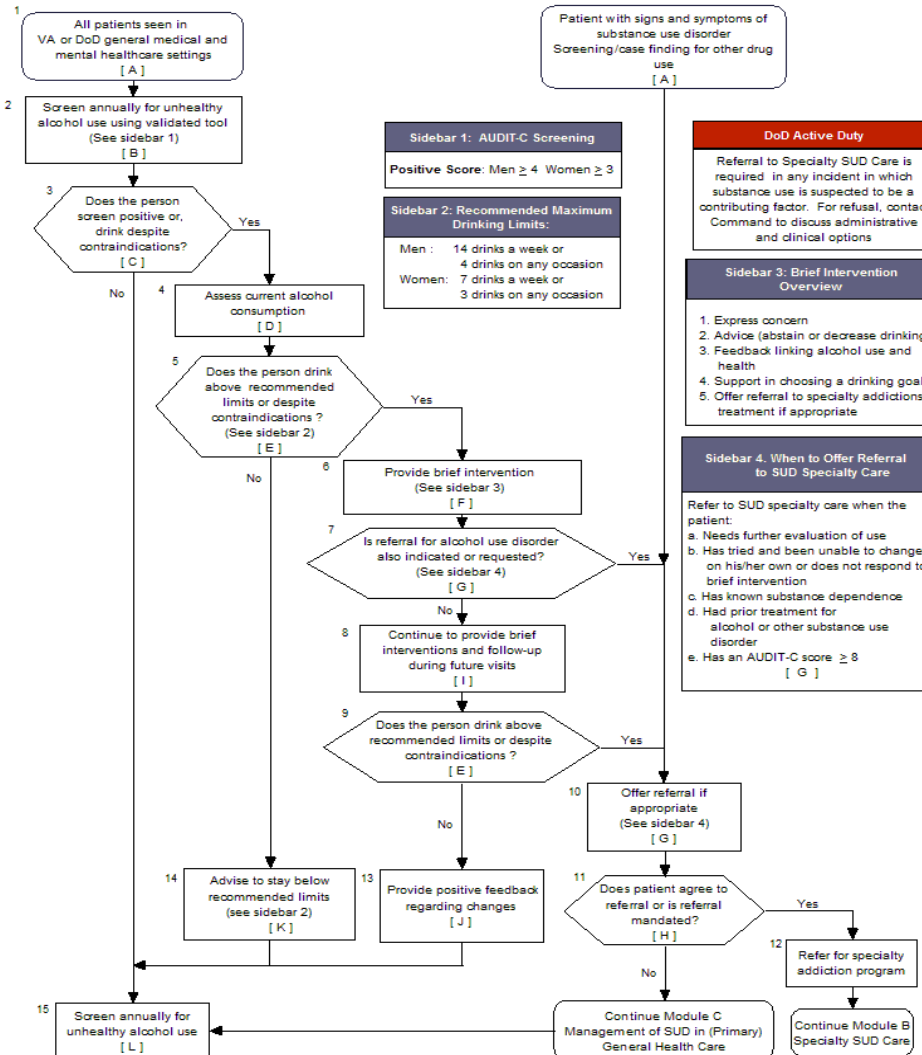 1
All patients seen in
VA or DoD general medical and
mental healthcare settings
[ A ]
Patient with signs and symptoms of
substance use disorder
Screening/case finding for other drug
use
[ A ]
2
Screen annually for unhealthy
alcohol use using validated tool
(See sidebar 1)
[ B ]
Sidebar 1: AUDIT-C Screening
Positive Score: Men ≥ 4 Women ≥ 3
DoD Active Duty
Referral to Specialty SUD Care is
required in any incident in which
substance use is suspected to be a
contributing factor. For refusal, contac
Command to discuss administrative
and clinical options
3
Does the person
screen positive or,
drink despite
contraindications?
[ C ]
Yes
No
Sidebar 2: Recommended Maximum
Drinking Limits:
Men : 14 drinks a week or
4 drinks on any occasion
Women: 7 drinks a week or
3 drinks on any occasion
Sidebar 3: Brief Intervention
Overview
1. Express concern
2. Advice (abstain or decrease drinking
3. Feedback linking alcohol use and
health
4. Support in choosing a drinking goal
5. Offer referral to specialty addictions
treatment if appropriate
4
Assess current alcohol
consumption
[ D ]
5
Does the person drink
above recommended
limits or despite
contraindications ?
(See sidebar 2)
[ E ]
Yes
No
6
Provide brief intervention
(See sidebar 3)
[ F ]
Sidebar 4. When to Offer Referral
to SUD Specialty Care
Refer to SUD specialty care when the
patient:
a. Needs further evaluation of use
b. Has tried and been unable to change
on his/her own or does not respond to
brief intervention
c. Has known substance dependence
d. Had prior treatment for
alcohol or other substance use
disorder
e. Has an AUDIT-C score ≥ 8
[ G ]
7
Is referral for alcohol use disorder
also indicated or requested?
(See sidebar 4)
[ G ]
Yes
No
8
Continue to provide brief
interventions and follow-up
during future visits
[ I ]
9
Does the person drink above
recommended limits or despite
contraindications ?
[ E ]
Yes
No
10
Offer referral if
appropriate
(See sidebar 4)
[ G ]
14
Advise to stay below
recommended limits
(see sidebar 2)
[ K ]
13
Provide positive feedback
regarding changes
[ J ]
11
Does patient agree to
referral or is referral
mandated?
[ H ]
Yes
No
12
Refer for specialty
addiction program
15
Screen annually for
unhealthy alcohol use
[ L ]
Continue Module C
Management of SUD in (Primary)
General Health Care
Continue Module B
Specialty SUD Care